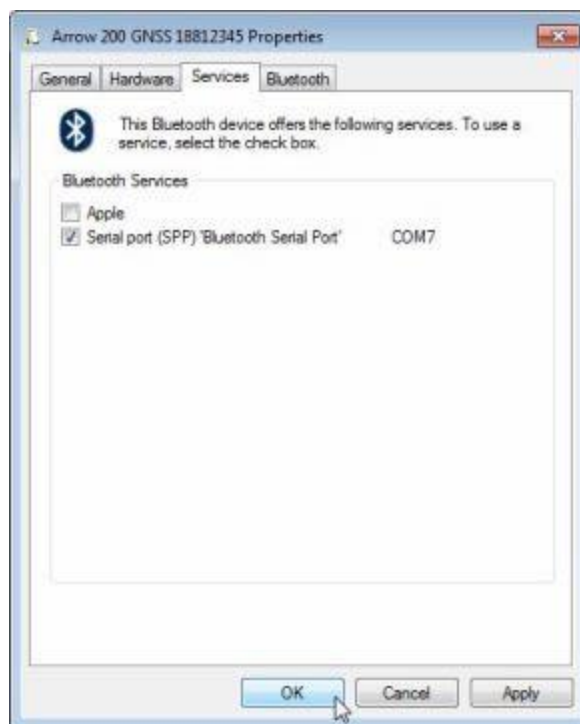 Arrow 200 GNSS 18812345 Properties
General Hardware Services Bluetooth
This Bluetooth device offers the following services. To use a
service, select the check box.
Bluetooth Services
Apple
Serial port (SPP) 'Bluetooth Serial Port' COM7
OK Cancel Apply